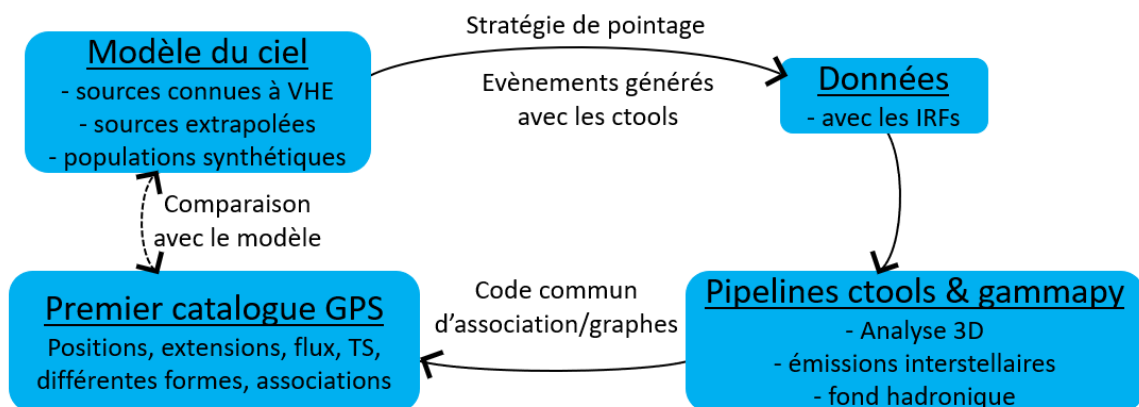 Modèle du ciel
- sources connues à VHE
- sources extrapolées
- populations synthétiques
Stratégie de pointage
Evènements générés
avec les ctools
Données
- avec les IRFs
Comparaison
avec le modèle
Premier catalogue GPS
Positions, extensions, flux, TS,
différentes formes, associations
Code commun
d'association/graphes
Pipelines ctools & gammapy
- Analyse 3D
- émissions interstellaires
- fond hadronique